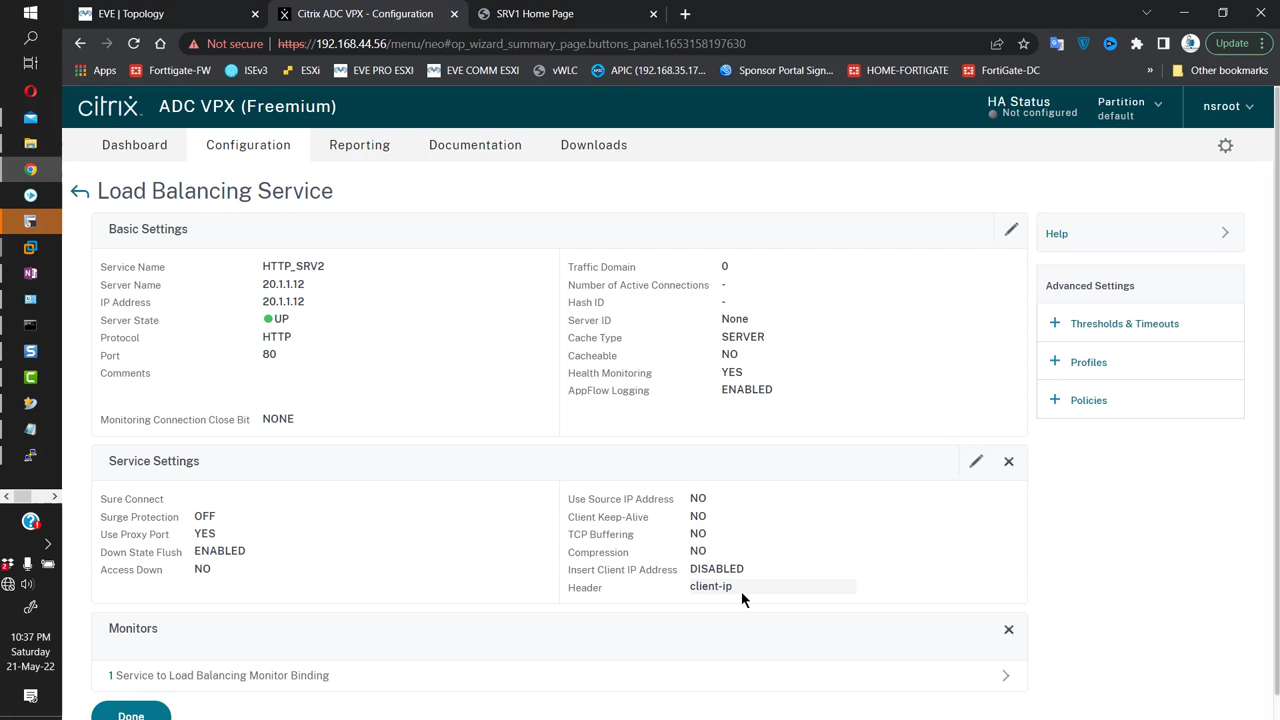 EVE | Topology
Citrix ADC VPX - Configuration
SRV1 Home Page
Not secure
https://192.168.44.56/menu/neo#op_wizard_summary_page.buttons_panel.1653158197630
Update
Apps
Forttigate-FW
ISEv3
ESXi
EVE PRO ESXI
EVE COMM ESXI
vWLC
APIC (192.168.35.17...
Sponsor Portal Sign...
HOME-FORTIGATE
FortiGate-DC
Other bookmarks
citrix
ADC VPX (Freemium)
HA Status
Not configured
Partition
default
nsroot
Dashboard
Configuration
Reporting
Documentation
Downloads
Load Balancing Service
Basic Settings
Service Name HTTP_SRV2
Server Name 20.1.1.12
IP Address 20.1.1.12
Server State UP
Protocol HTTP
Port 80
Comments
Monitoring Connection Close Bit NONE
Traffic Domain 0
Number of Active Connections -
Hash ID -
Server ID None
Cache Type SERVER
Cacheable NO
Health Monitoring YES
AppFlow Logging ENABLED
Help
Advanced Settings
+ Thresholds & Timeouts
+ Profiles
+ Policies
Service Settings
Sure Connect
Surge Protection OFF
Use Proxy Port YES
Down State Flush ENABLED
Access Down NO
Use Source IP Address NO
Client Keep-Alive NO
TCP Buffering NO
Compression NO
Insert Client IP Address DISABLED
Header client-ip
Monitors
1 Service to Load Balancing Monitor Binding
Done
10:37 PM
Saturday
21-May-22